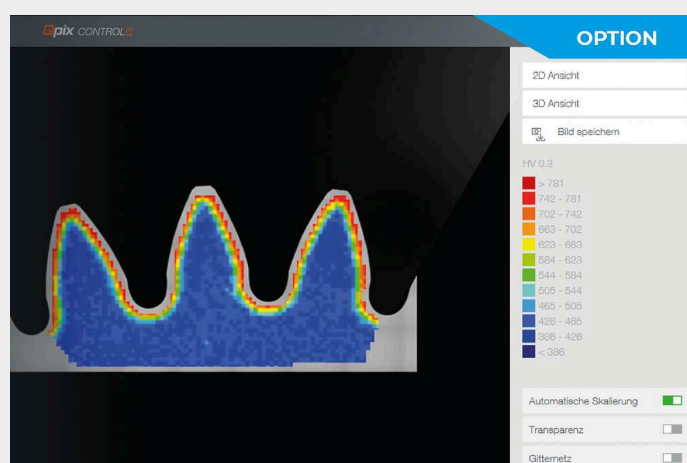 Qpix CONTROL
OPTION
2D Ansicht
3D Ansicht
Bild speichern
HV 0.3
> 781
742 - 781
702 - 742
663 - 702
623 - 663
584 - 623
544 - 584
505 - 544
465 - 505
426 - 465
386 - 426
< 386
Automatische Skalierung
Transparenz
Gitternetz